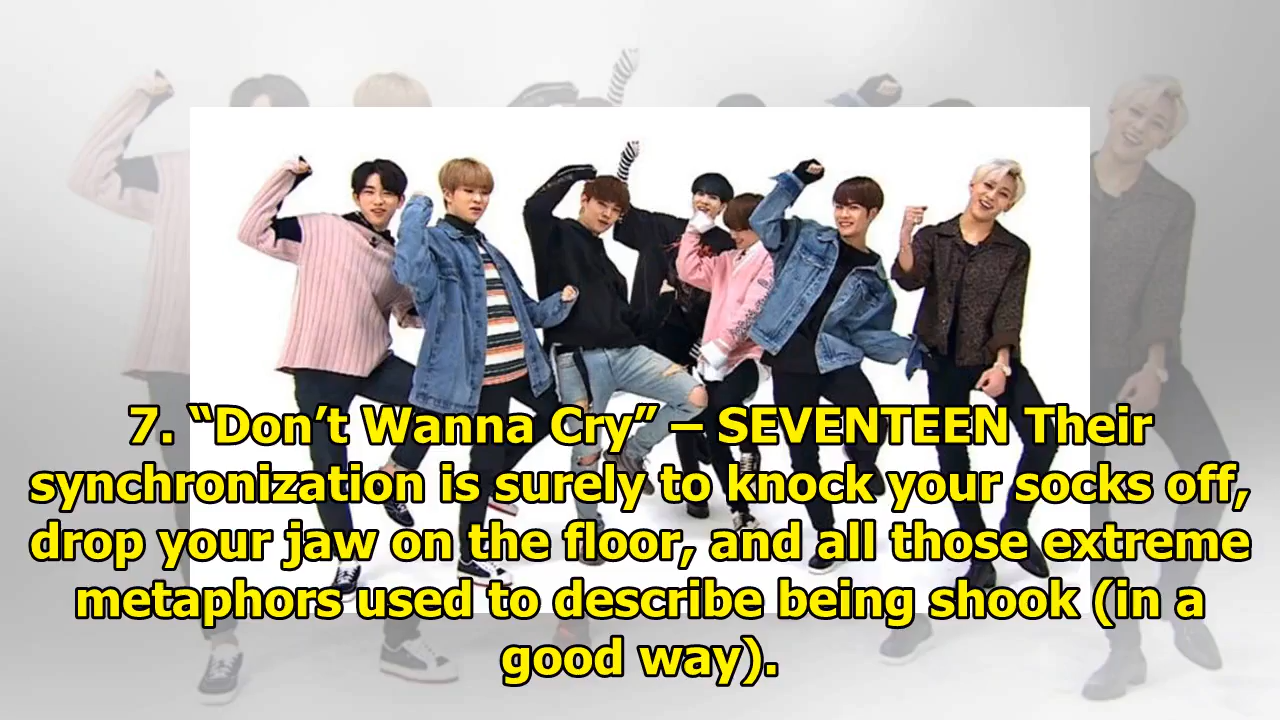 7. “Don’t Wanna Cry” – SEVENTEEN Their
synchronization is surely to knock your socks off,
drop your jaw on the floor, and all those extreme
metaphors used to describe being shook (in a
good way).